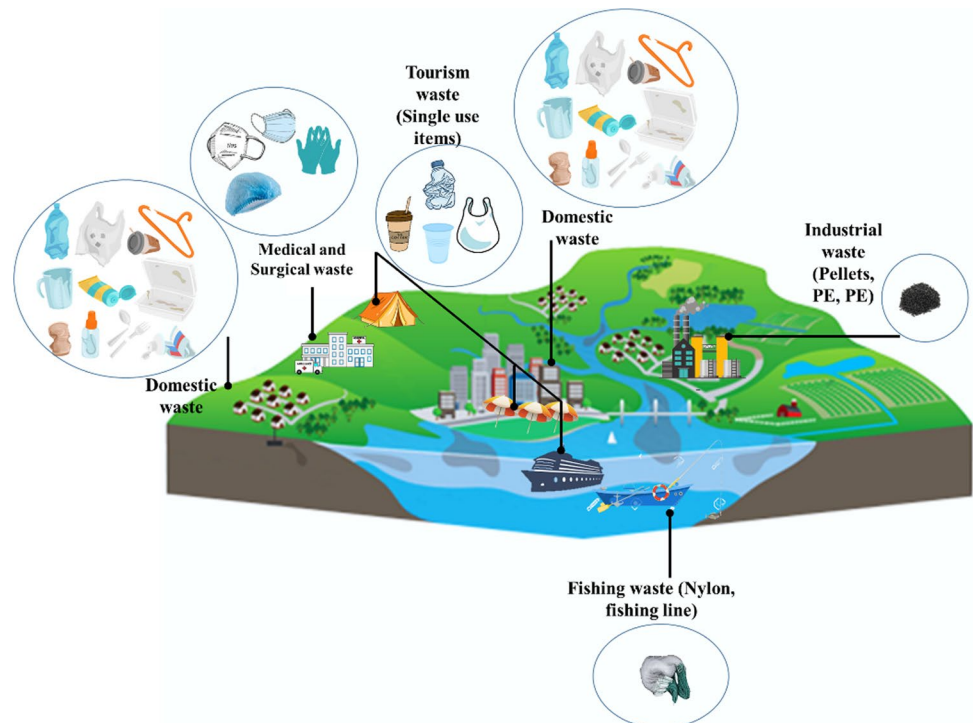 Tourism
waste
(Single use
items)
Domestic
waste
Industrial
waste
(Pellets,
PE, PE)
Medical and
Surgical waste
Domestic
waste
Fishing waste (Nylon,
fishing line)